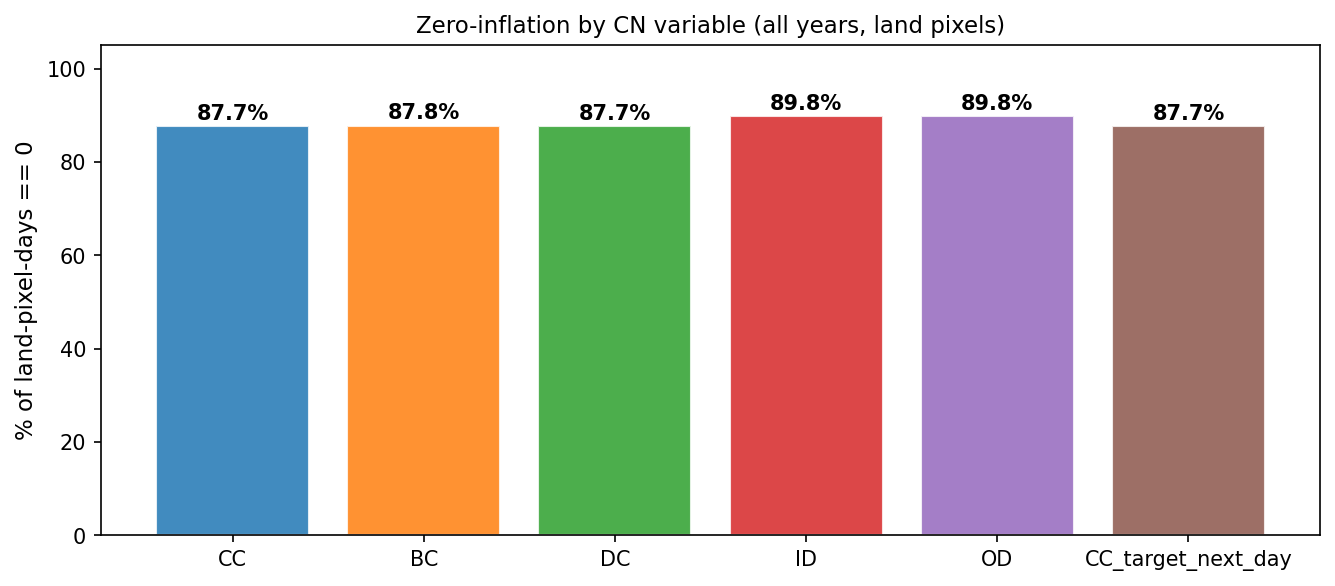 Zero-inflation by CN variable (all years, land pixels)
% of land-pixel-days == 0
100
80
60
40
20
0
87.7%
87.8%
87.7%
89.8%
89.8%
87.7%
CC
BC
DC
ID
OD
CC_target_next_day